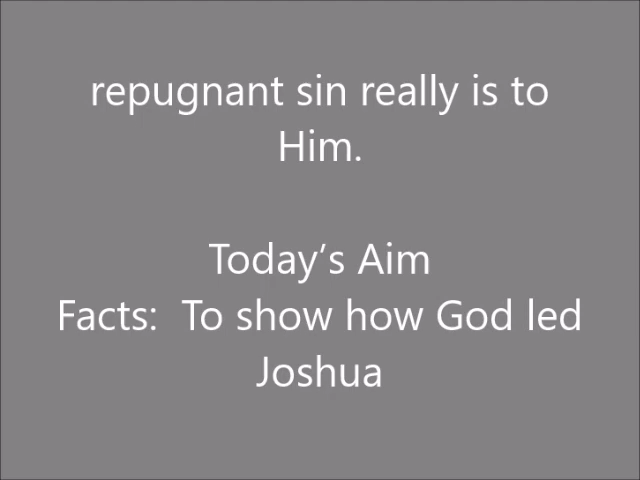 repugnant sin really is to
Him.
Today’s Aim
Facts:  To show how God led
Joshua